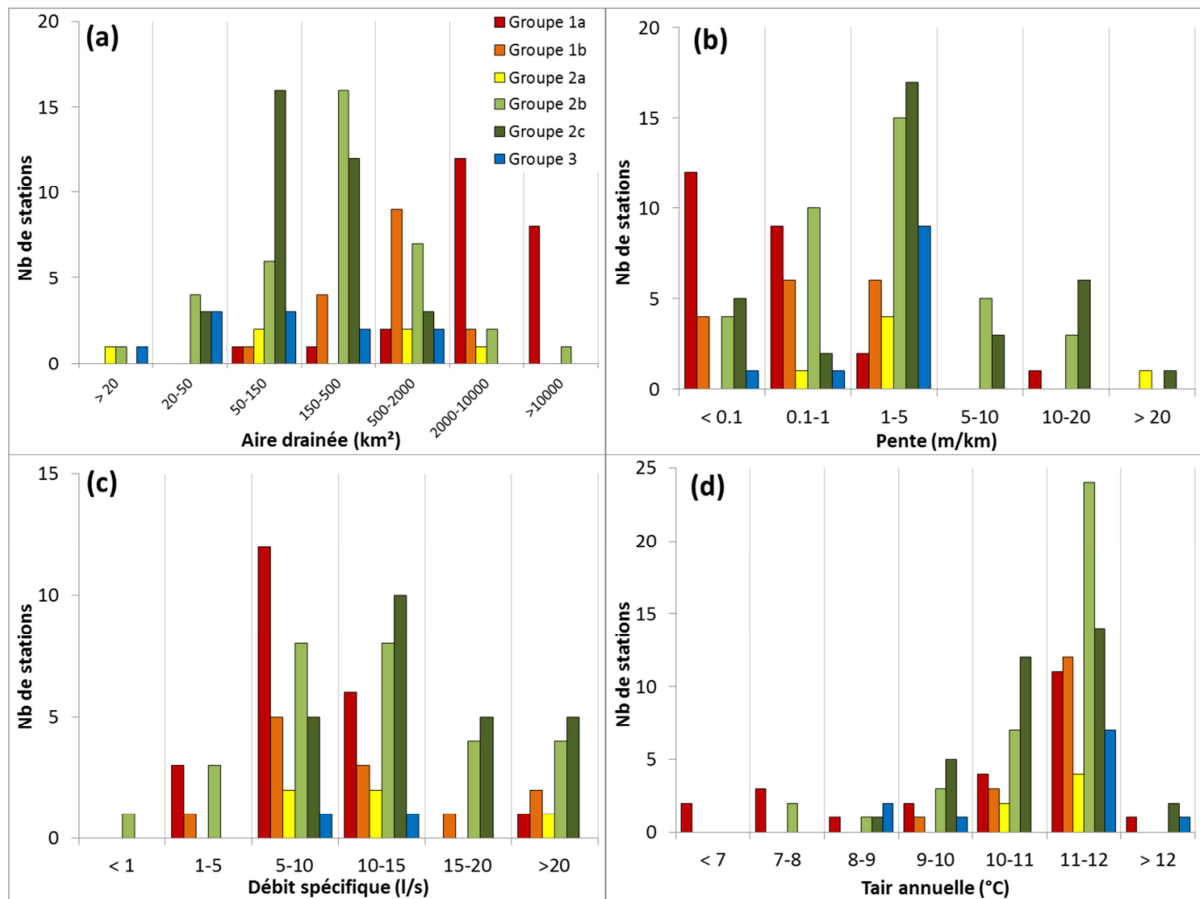 (a)
Groupe 1a
Groupe 1b
Groupe 2a
Groupe 2b
Groupe 2c
Groupe 3
20
15
10
5
0
Nb de stations
> 20
20-50
50-150
150-500
500-2000
2000-10000
>10000
Aire drainée (km²)
(b)
20
15
10
5
0
Nb de stations
< 0.1
0.1-1
1-5
5-10
10-20
> 20
Pente (m/km)
(c)
15
10
5
0
Nb de stations
< 1
1-5
5-10
10-15
15-20
>20
Débit spécifique (l/s)
(d)
25
20
15
10
5
0
Nb de stations
< 7
7-8
8-9
9-10
10-11
11-12
> 12
Tair annuelle (°C)